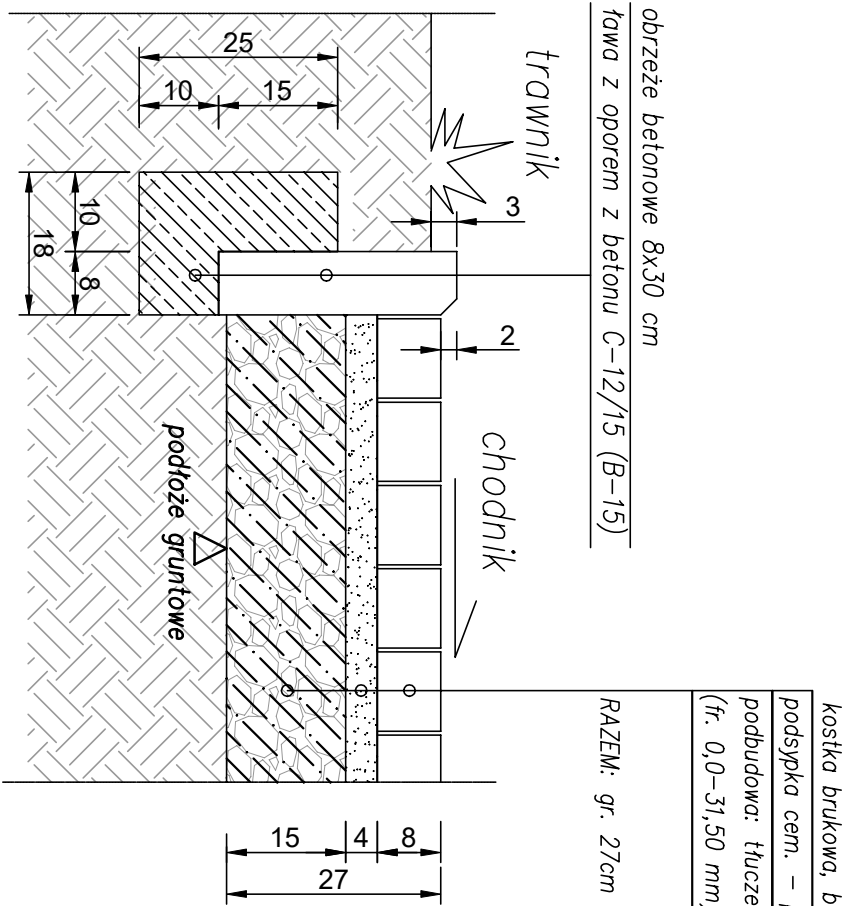 obrzeże betonowe 8x30 cm
ława z oporem z betonu C-12/15 (B-15)
kostka brukowa,
podsypka cem. -
podbudowa:
(fr. 0,0-31,50 mm
RAZEM: gr. 27cm
trawnik
chodnik
podłoże gruntowe
25
10
15
10
8
18
3
2
15
4
8
27